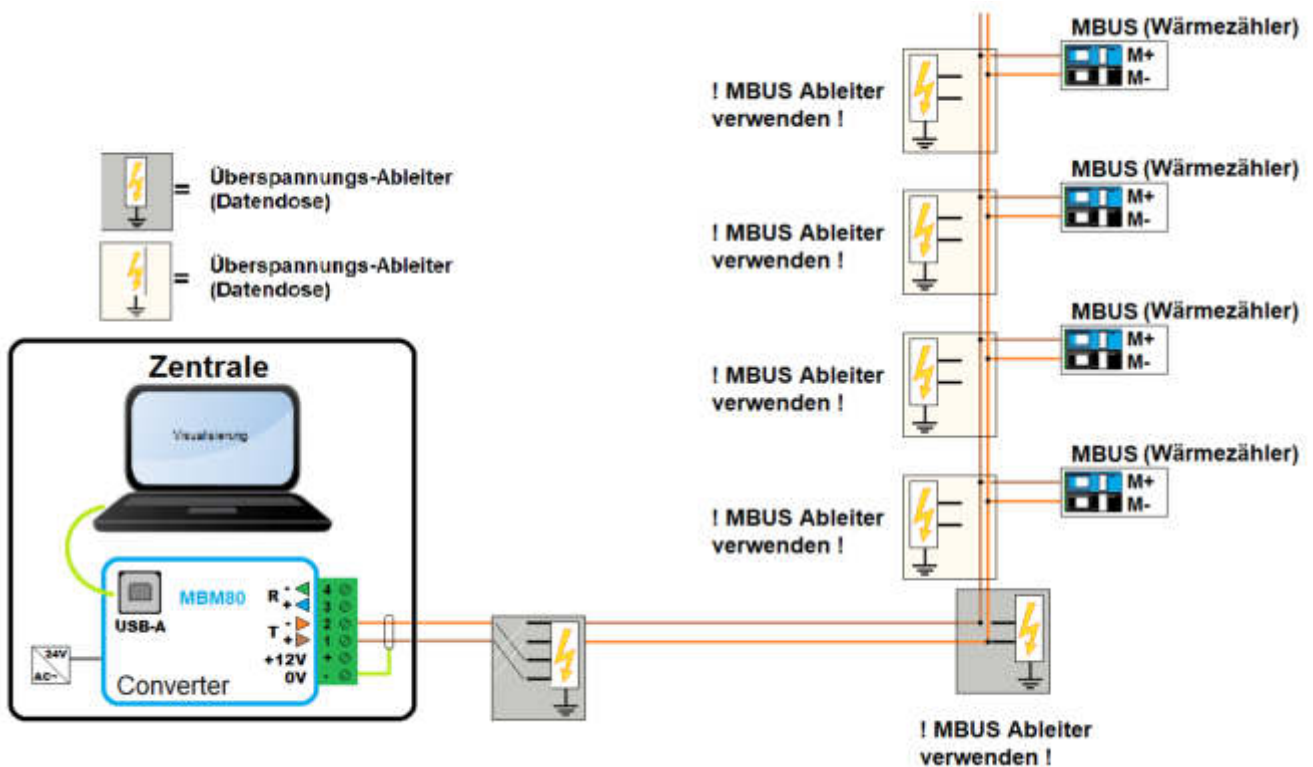 MBUS (Wärmezähler)
M+
M-
! MBUS Ableiter
verwenden !
= Überspannungs-Ableiter
(Datendose)
MBUS (Wärmezähler)
M+
M-
! MBUS Ableiter
verwenden !
= Überspannungs-Ableiter
(Datendose)
MBUS (Wärmezähler)
M+
M-
! MBUS Ableiter
verwenden !
MBUS (Wärmezähler)
M+
M-
! MBUS Ableiter
verwenden !
Zentrale
Visualisierung
MBM80
USB-A
R - 4
+ 3
T - 2
+ 1
+12V +
0V -
24V
AC~
Converter
! MBUS Ableiter
verwenden !